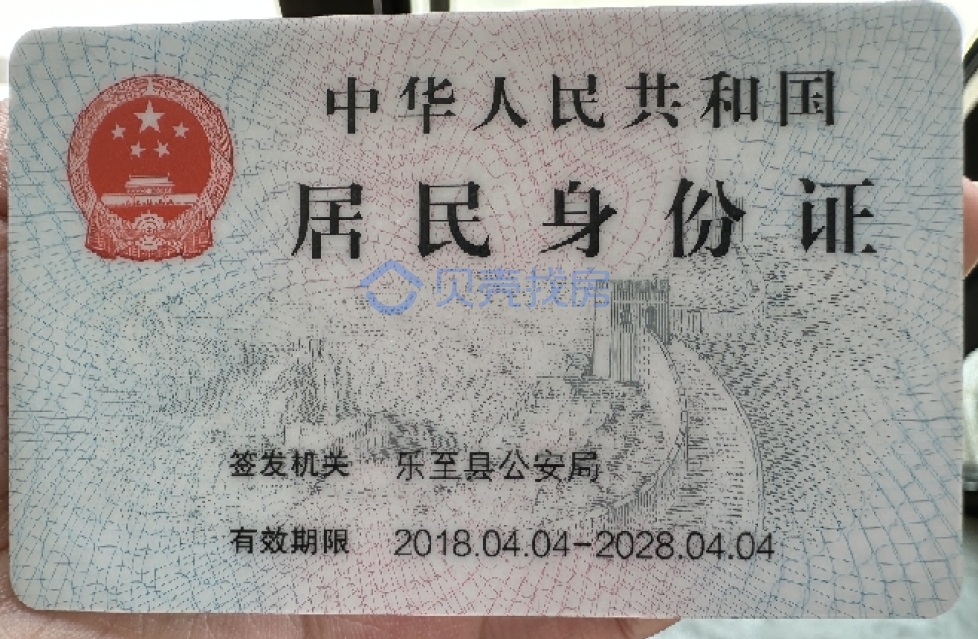 中华人民共和国
居民身份证
贝壳找房
签发机关 乐至县公安局
有效期限 2018.04.04-2028.04.04